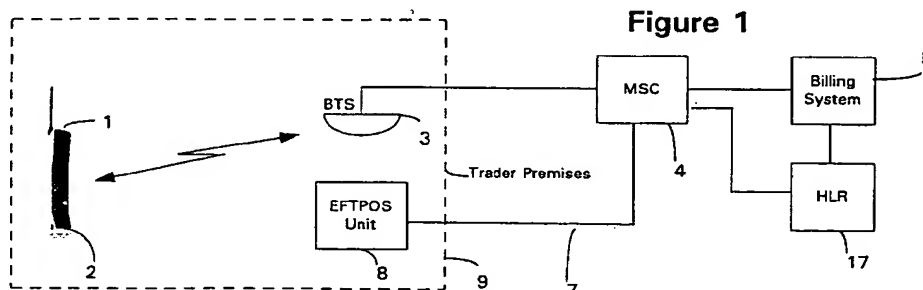 Figure 1
BTS
MSC
Billing
System
1
3
4
Trader Premises
EFTPOS
Unit
HLR
2
8
9
7
17